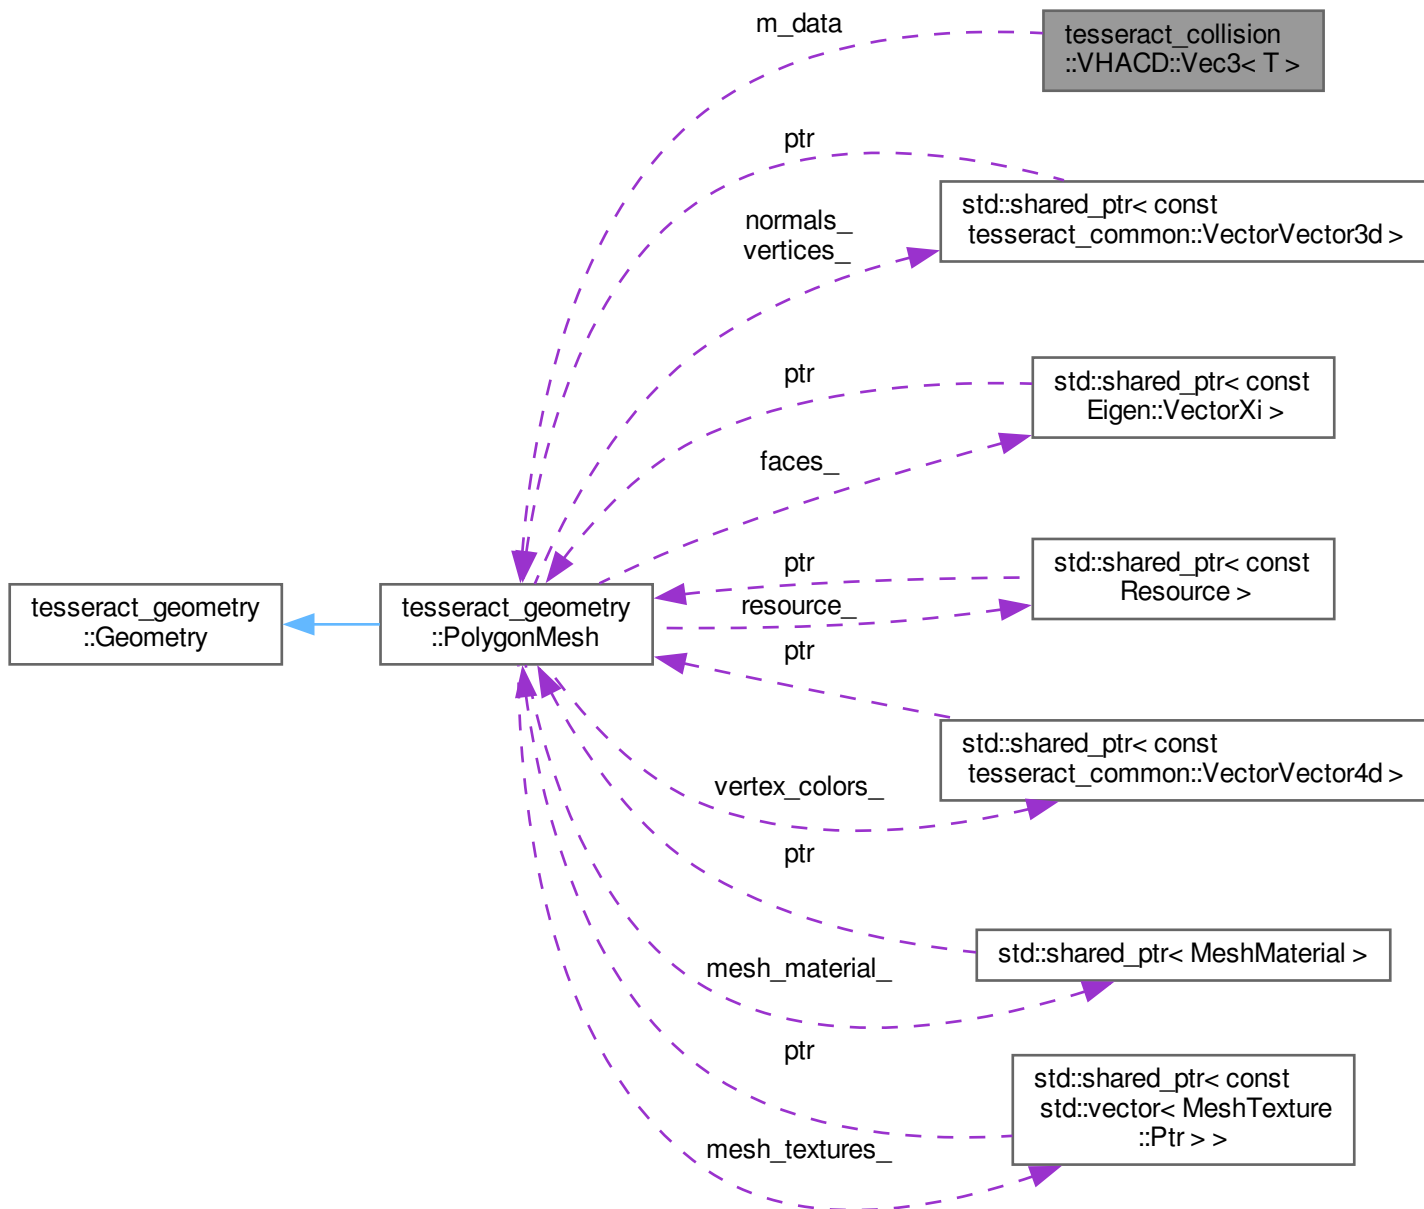 m_data
tesseract_collision
::VHACD::Vec3< T >
ptr
std::shared_ptr< const
tesseract_common::VectorVector3d >
normals_
vertices_
ptr
std::shared_ptr< const
Eigen::VectorXi >
faces_
ptr
std::shared_ptr< const
Resource >
resource_
tesseract_geometry
::Geometry
tesseract_geometry
::PolygonMesh
ptr
std::shared_ptr< const
tesseract_common::VectorVector4d >
vertex_colors_
ptr
std::shared_ptr< MeshMaterial >
mesh_material_
ptr
std::shared_ptr< const
std::vector< MeshTexture
::Ptr > >
mesh_textures_